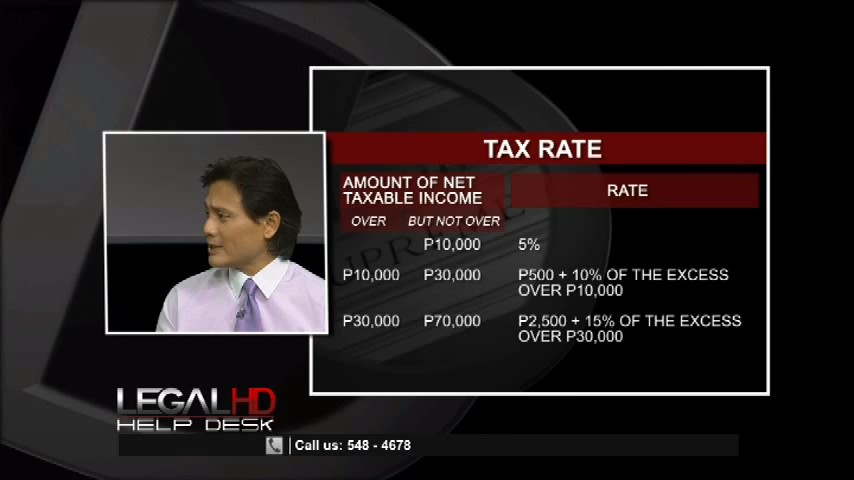 TAX RATE
AMOUNT OF NET
TAXABLE INCOME
RATE
OVER BUT NOT OVER
P10,000 5%
P10,000 P30,000 P500 + 10% OF THE EXCESS
OVER P10,000
P30,000 P70,000 P2,500 + 15% OF THE EXCESS
OVER P30,000
LEGALHD
HELP DESK
Call us: 548 - 4678